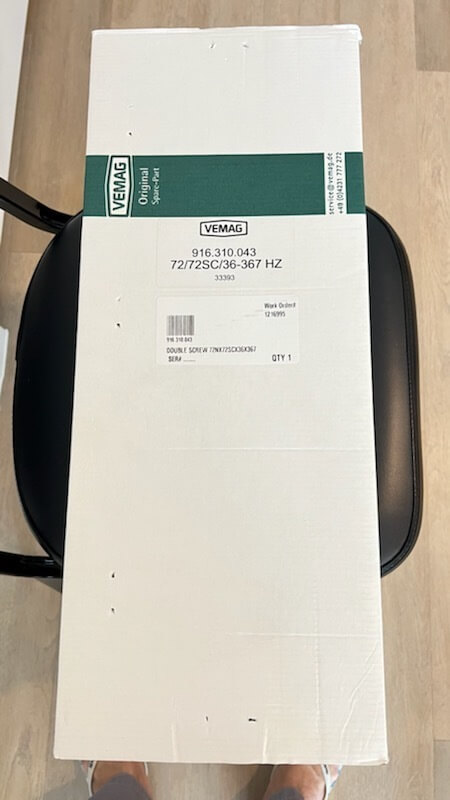 VEMAG
Original
Spare-Part
service@vemag.de
+49 (0)4231 777 272
VEMAG
916.310.043
72/72SC/36-367 HZ
33393
Work Order#
1216995
916.310.043
DOUBLE SCREW 72NX72SCX36X367
SER# ......
QTY 1